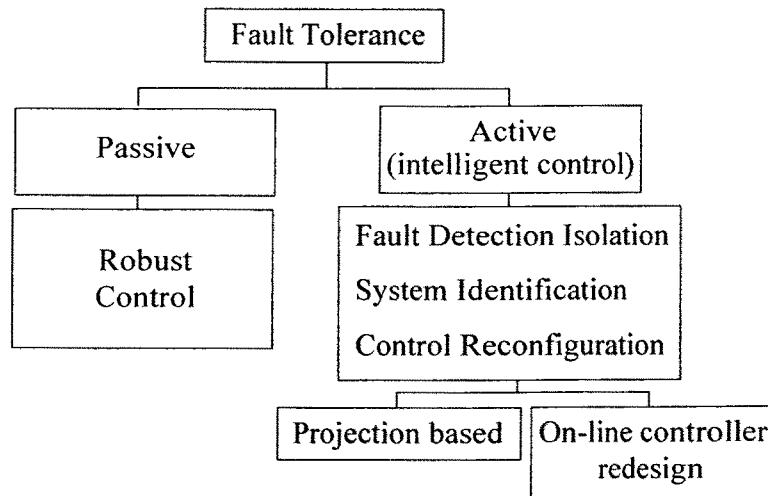 Fault Tolerance
Passive
Active
(intelligent control)
Robust
Control
Fault Detection Isolation
System Identification
Control Reconfiguration
Projection based
On-line controller
redesign